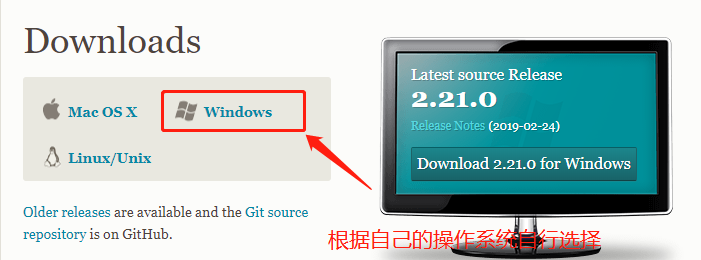 Downloads
Mac OS X
Windows
Linux/Unix
Older releases are available and the Git source
repository is on GitHub.
Latest source Release
2.21.0
Release Notes (2019-02-24)
Download 2.21.0 for Windows
根据自己的操作系统自行选择